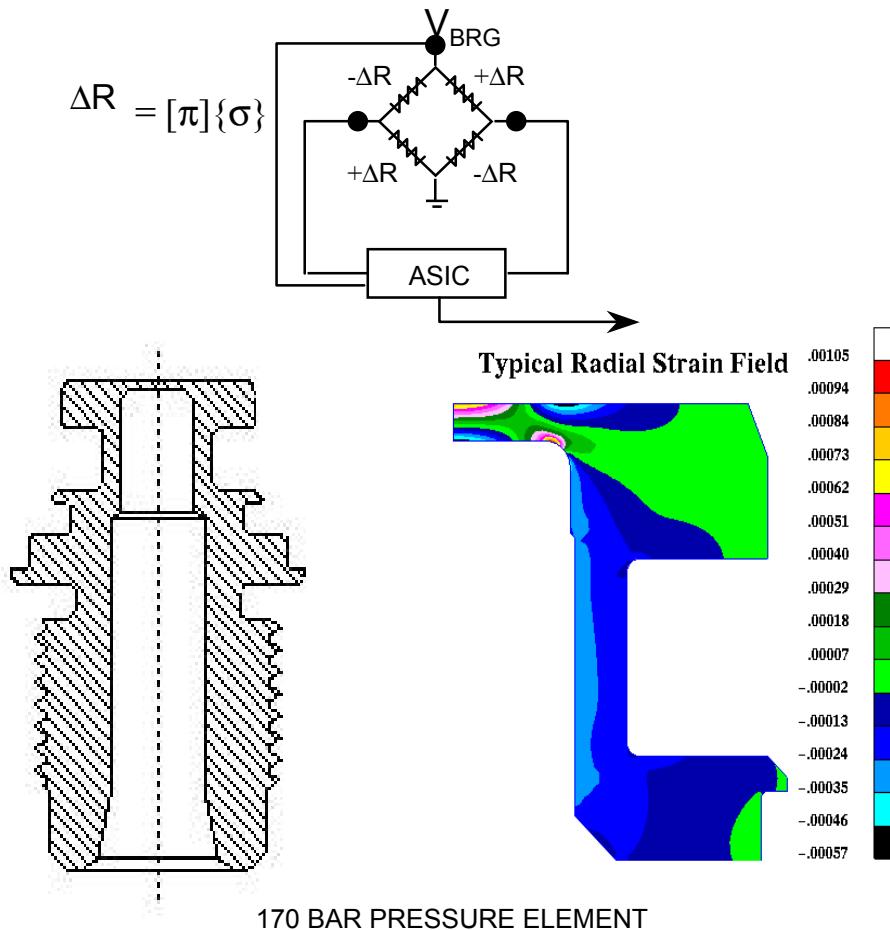 V
BRG
-ΔR
+ΔR
ΔR = [π]{σ}
+ΔR
-ΔR
ASIC
Typical Radial Strain Field
.00105
.00094
.00084
.00073
.00062
.00051
.00040
.00029
.00018
.00007
-.00002
-.00013
-.00024
-.00035
-.00046
-.00057
170 BAR PRESSURE ELEMENT